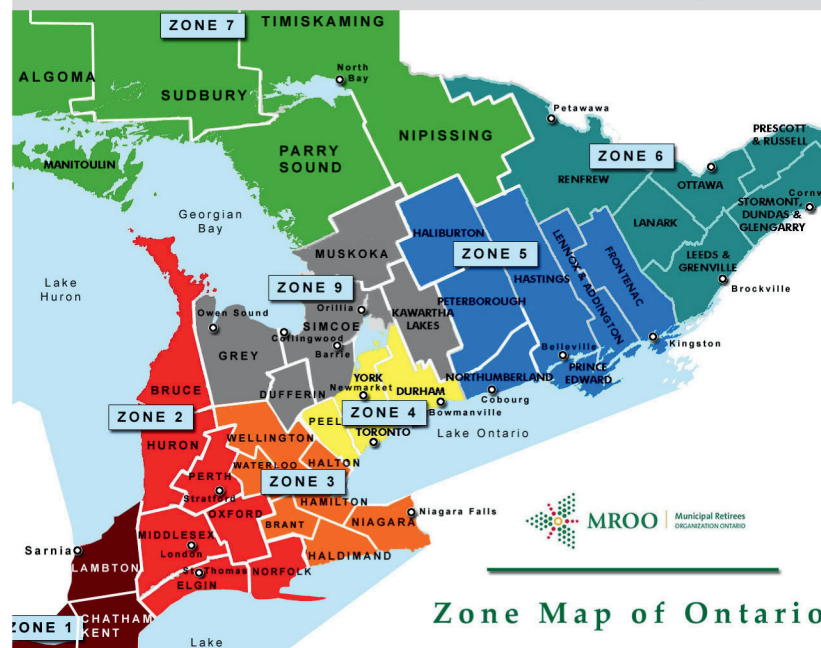 ZONE 7
TIMISKAMING
ALGOMA
SUDBURY
North
Bay
MANITOULIN
PARRY
SOUND
NIPISSING
Petawawa
PRESCOTT
& RUSSELL
ZONE 6
RENFREW
OTTAWA
Cornv
STORMONT,
DUNDAS &
GLENGARRY
LANARK
LEEDS &
GRENVILLE
Brockville
Georgian
Bay
Lake
Huron
MUSKOKA
HALIBURTON
ZONE 5
HASTINGS
LENNOX & ADDINGTON
FRONTENAC
ZONE 9
Orillia
Owen Sound
SIMCOE
Collingwood
Barrie
GREY
KAWARTHA
LAKES
PETERBOROUGH
Belleville
Kingston
PRINCE
EDWARD
NORTHUMBERLAND
Cobourg
DUFFERIN
YORK
Newmarket
DURHAM
Bowmanville
BRUCE
ZONE 2
HURON
PEEL
ZONE 4
TORONTO
Lake Ontario
WELLINGTON
WATERLOO
HALTON
ZONE 3
PERTH
Stratford
HAMILTON
OXFORD
BRANT
NIAGARA
Niagara Falls
MIDDLESEX
London
HALDIMAND
Sarnia
LAMBTON
St. Thomas
ELGIN
NORFOLK
ZONE 1
CHATHAM
KENT
Lake
MROO
Municipal Retirees
ORGANIZATION ONTARIO
Zone Map of Ontario